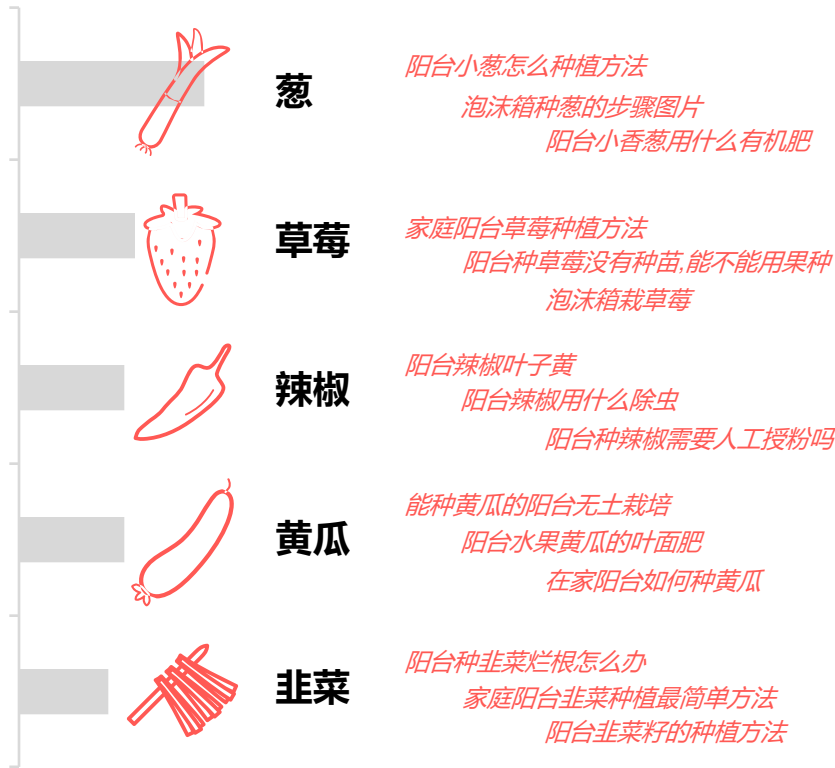 葱
阳台小葱怎么种植方法
泡沫箱种葱的步骤图片
阳台小香葱用什么有机肥
草莓
家庭阳台草莓种植方法
阳台种草莓没有种苗,能不能用果种
泡沫箱栽草莓
辣椒
阳台辣椒叶子黄
阳台辣椒用什么除虫
阳台种辣椒需要人工授粉吗
黄瓜
能种黄瓜的阳台无土栽培
阳台水果黄瓜的叶面肥
在家阳台如何种黄瓜
韭菜
阳台种韭菜烂根怎么办
家庭阳台韭菜种植最简单方法
阳台韭菜籽的种植方法